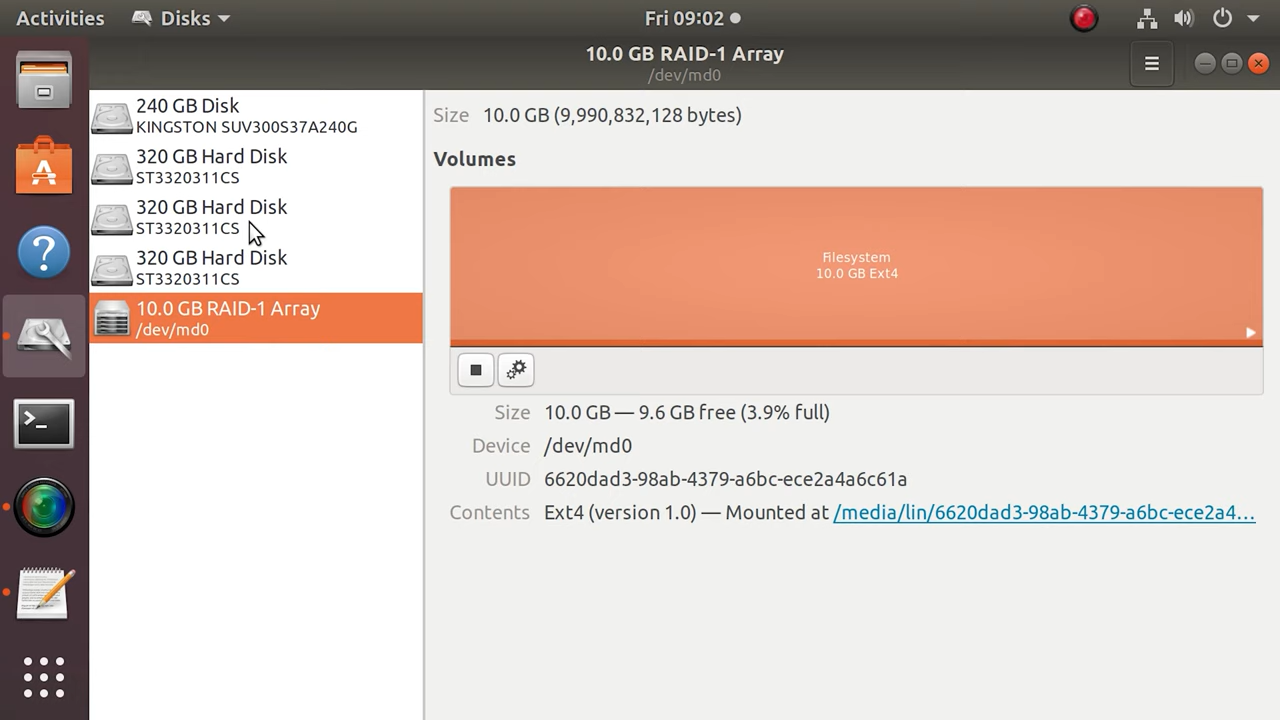 Activities
Disks
Fri 09:02
10.0 GB RAID-1 Array
/dev/md0
240 GB Disk
KINGSTON SUV300S37A240G
320 GB Hard Disk
ST3320311CS
320 GB Hard Disk
ST3320311CS
320 GB Hard Disk
ST3320311CS
10.0 GB RAID-1 Array
/dev/md0
Size 10.0 GB (9,990,832,128 bytes)
Volumes
Filesystem
10.0 GB Ext4
Size 10.0 GB — 9.6 GB free (3.9% full)
Device /dev/md0
UUID 6620dad3-98ab-4379-a6bc-ece2a4a6c61a
Contents Ext4 (version 1.0) — Mounted at /media/lin/6620dad3-98ab-4379-a6bc-ece2a4…